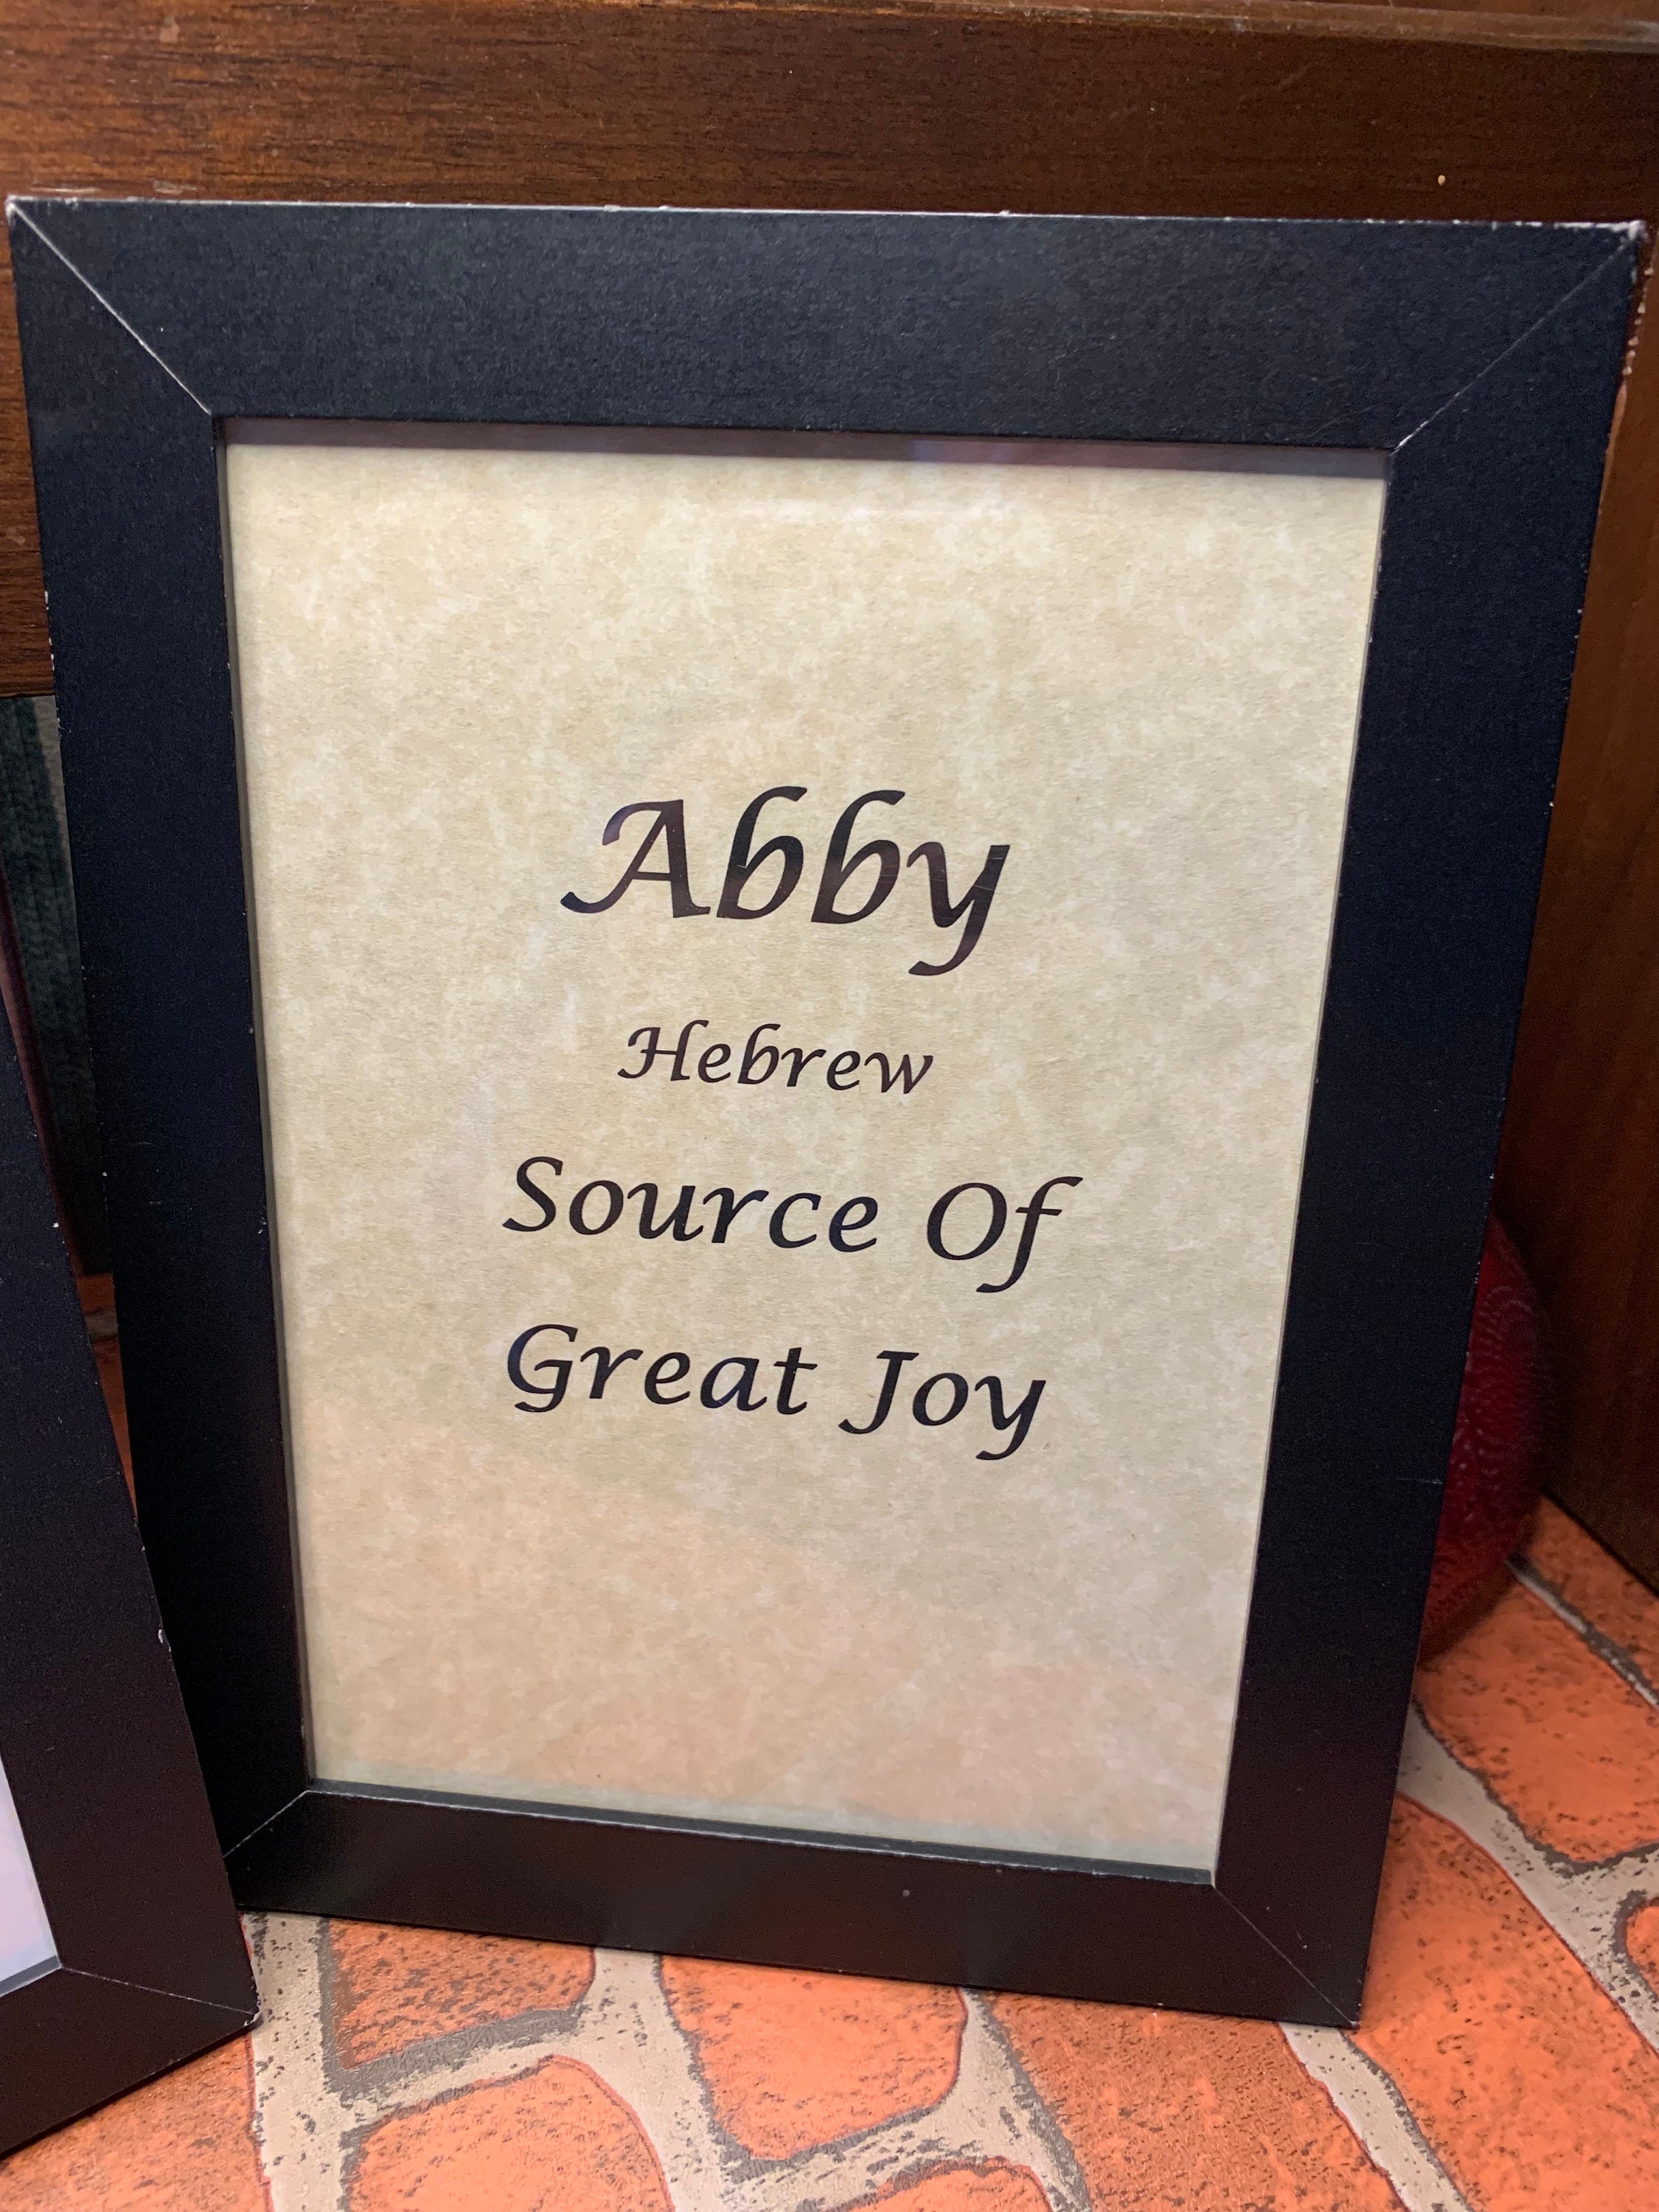 Abby
Hebrew
Source Of
Great Joy